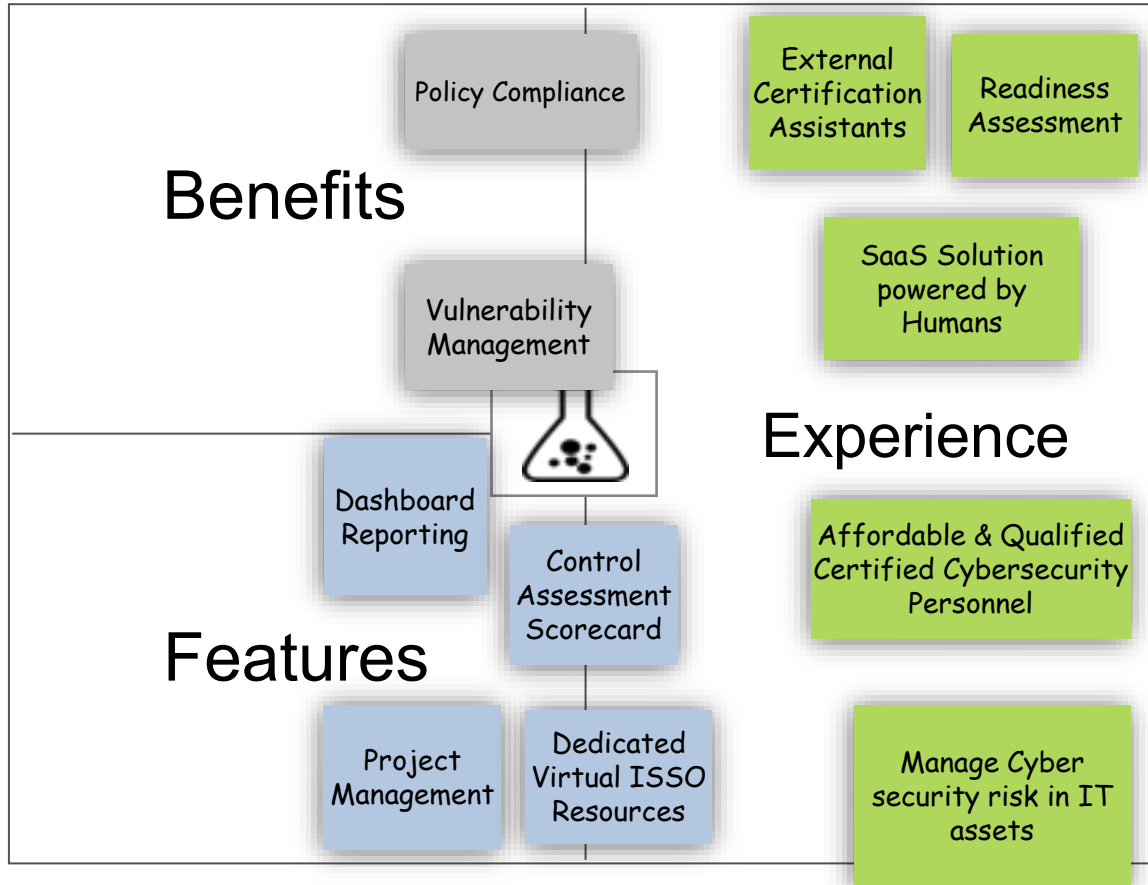 Policy Compliance
External
Certification
Assistants
Readiness
Assessment
Benefits
SaaS Solution
powered by
Humans
Vulnerability
Management
Experience
Dashboard
Reporting
Control
Assessment
Scorecard
Affordable & Qualified
Certified Cybersecurity
Personnel
Features
Project
Management
Dedicated
Virtual ISSO
Resources
Manage Cyber
security risk in IT
assets